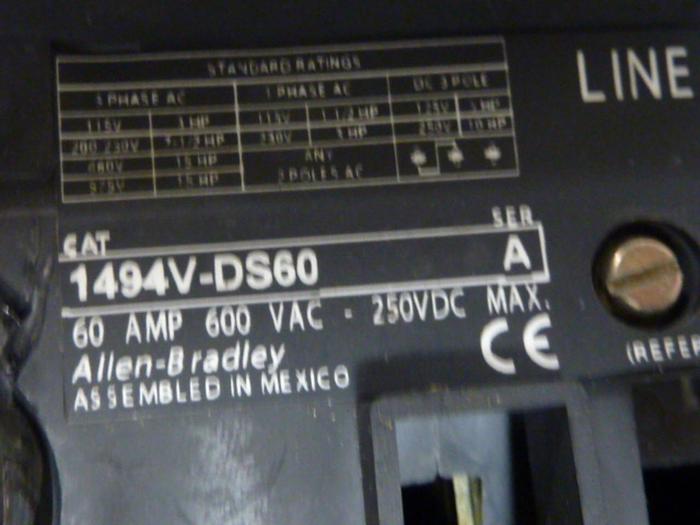 STANDARD RATINGS
LINE
3 PHASE AC 1 PHASE AC DC 3 POLE
115V 3 HP 115V 1-1/2 HP 125V 5 HP
200/230V 7-1/2 HP 230V 3 HP 250V 10 HP
480V 15 HP ANY
575V 15 HP 2 POLES AC
SER.
CAT
1494V-DS60 A
60 AMP 600 VAC - 250VDC MAX.
Allen-Bradley CE
ASSEMBLED IN MEXICO
(REFER